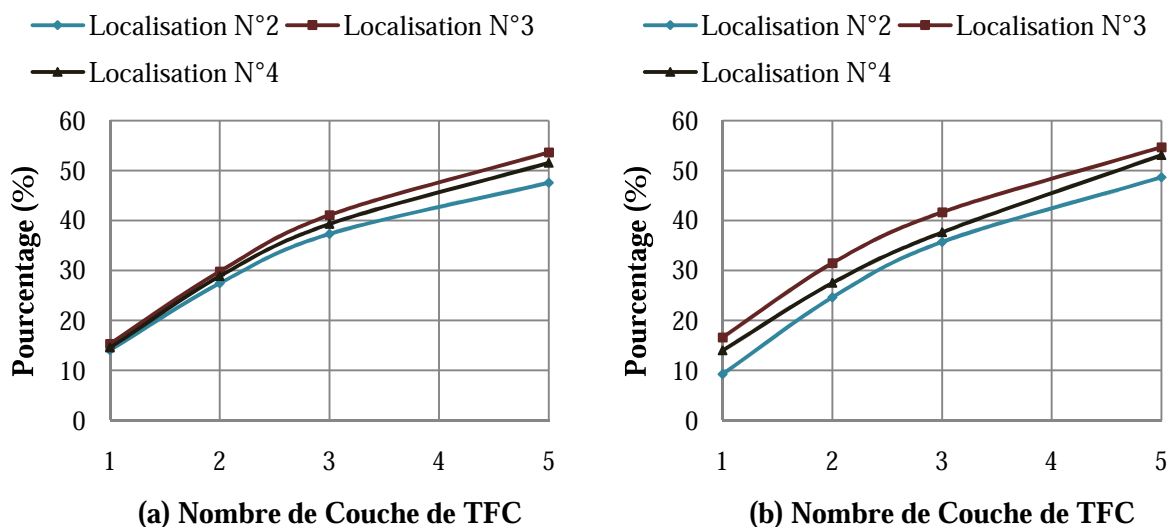 Localisation N°2 Localisation N°3
Localisation N°4
Pourcentage (%)
60
50
40
30
20
10
0
1 2 3 4 5
(a) Nombre de Couche de TFC
Localisation N°2 Localisation N°3
Localisation N°4
Pourcentage (%)
60
50
40
30
20
10
0
1 2 3 4 5
(b) Nombre de Couche de TFC